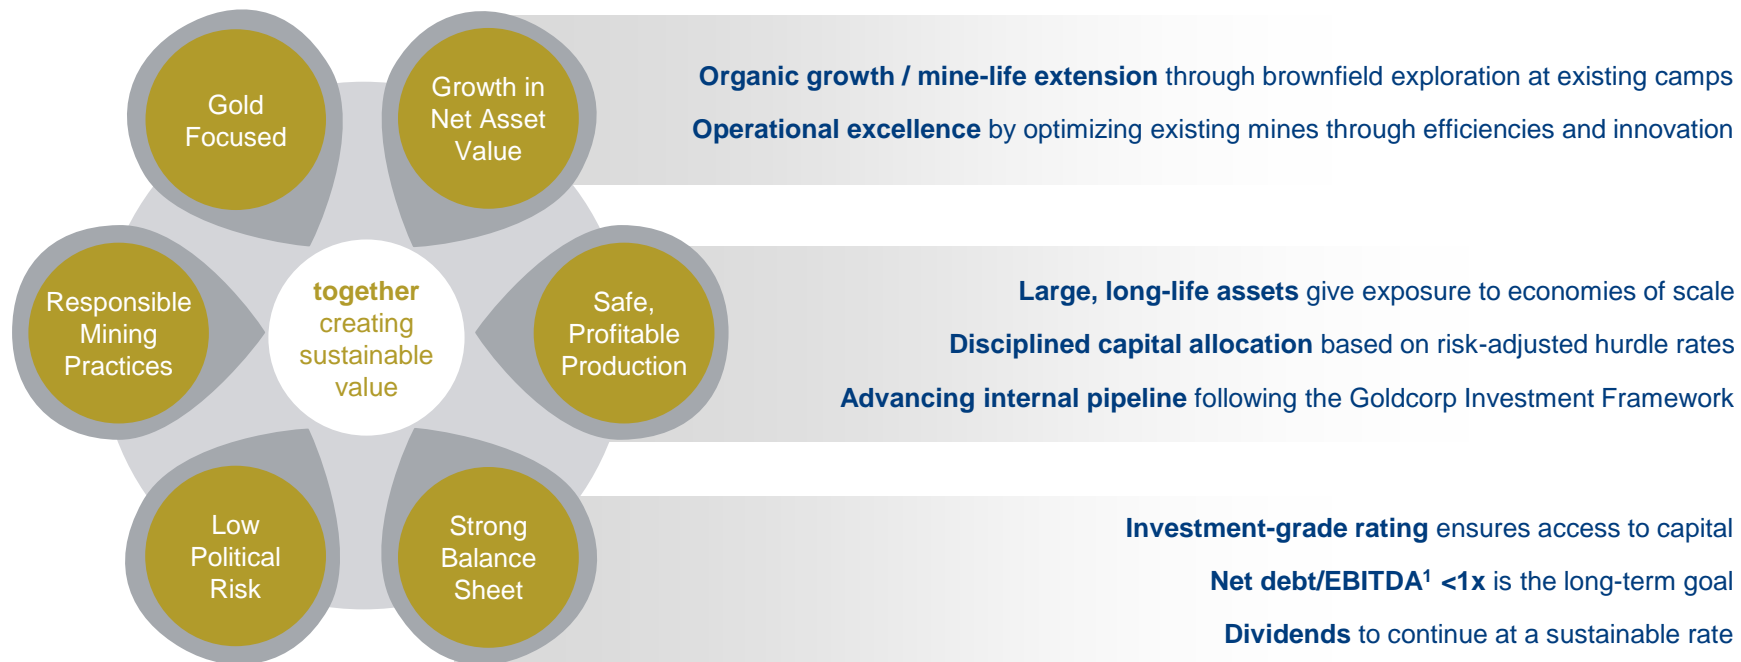 Gold
Focused
Growth in
Net Asset
Value
Organic growth / mine-life extension through brownfield exploration at existing camps
Operational excellence by optimizing existing mines through efficiencies and innovation
Responsible
Mining
Practices
together
creating
sustainable
value
Safe,
Profitable
Production
Large, long-life assets give exposure to economies of scale
Disciplined capital allocation based on risk-adjusted hurdle rates
Advancing internal pipeline following the Goldcorp Investment Framework
Low
Political
Risk
Strong
Balance
Sheet
Investment-grade rating ensures access to capital
Net debt/EBITDA¹ <1x is the long-term goal
Dividends to continue at a sustainable rate